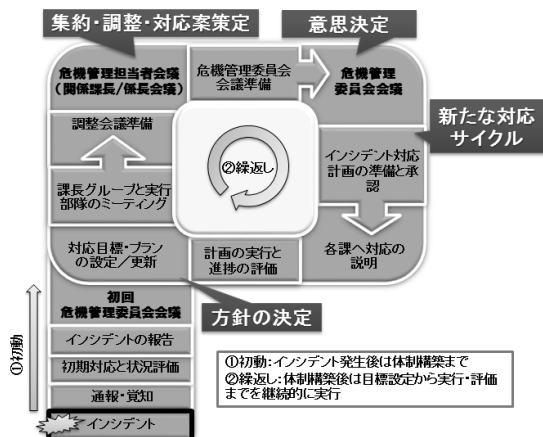 集約・調整・対応案策定
意思決定
危機管理担当者会議
(関係課長/係長会議)
危機管理委員会
会議準備
危機管理
委員会会議
調整会議準備
新たな対応
サイクル
②繰返し
インシデント対応
計画の準備と承
認
課長グループと実行
部隊のミーティング
対応目標・プラン
の設定/更新
計画の実行と
進捗の評価
各課へ対応の
説明
初回
危機管理委員会会議
方針の決定
①初動
インシデントの報告
初期対応と状況評価
通報・覚知
インシデント
①初動:インシデント発生後は体制構築まで
②繰返し:体制構築後は目標設定から実行・評価
までを継続的に実行